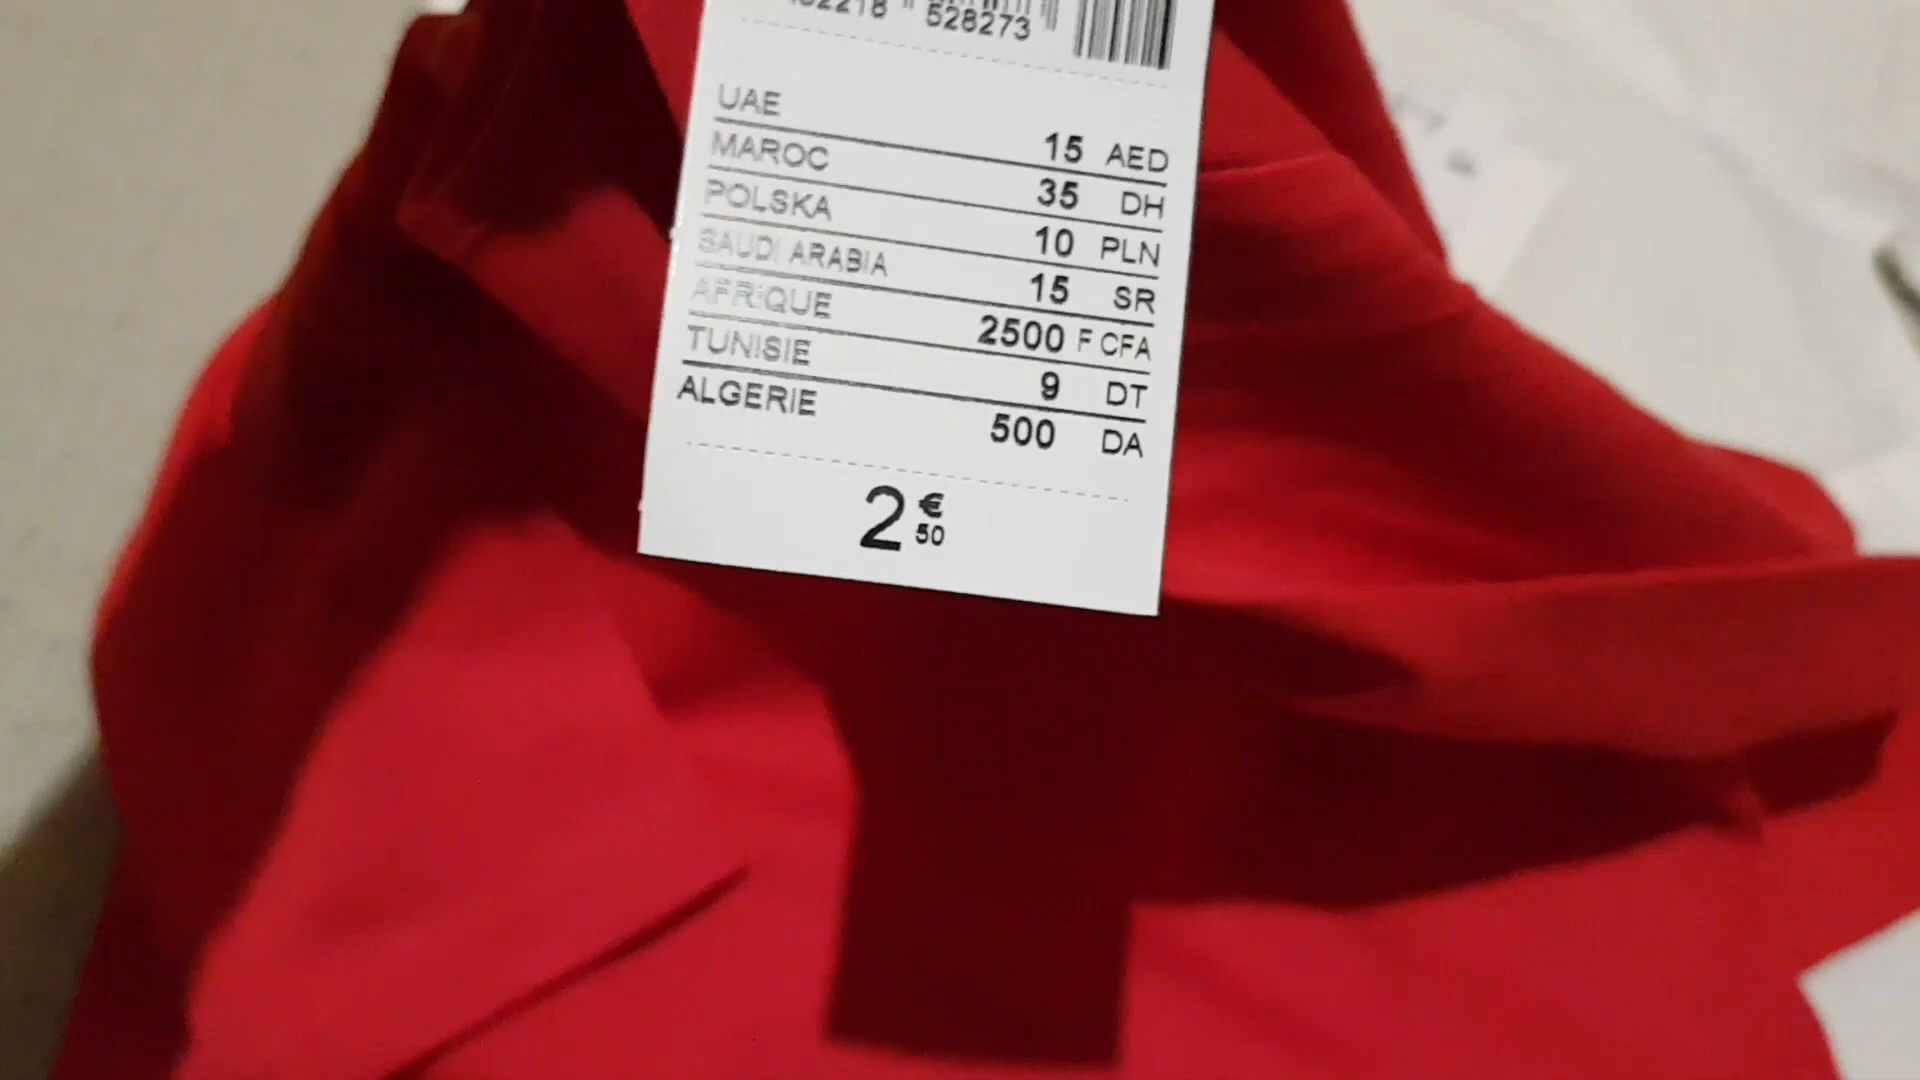 528273
UAE 15 AED
MAROC 35 DH
POLSKA 10 PLN
SAUDI ARABIA 15 SR
AFRIQUE 2500 F CFA
TUNISIE 9 DT
ALGERIE 500 DA
2 € 50